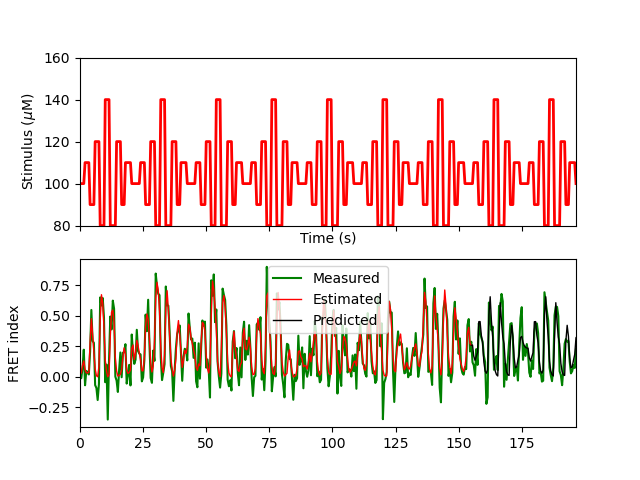 160
140
120
100
80
Stimulus (μM)
Time (s)
0.75
0.50
0.25
0.00
−0.25
FRET index
Measured
Estimated
Predicted
0 25 50 75 100 125 150 175